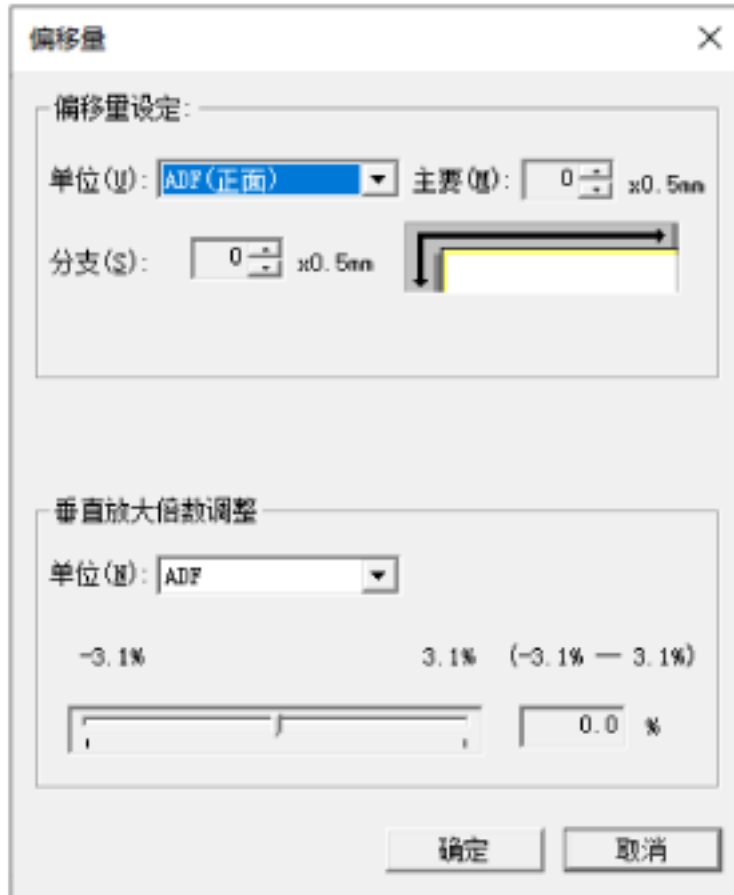 偏移量
偏移量设定:
单位(U): ADF(正面) 主要(M): 0 x0.5mm
分支(S): 0 x0.5mm
垂直放大倍数调整
单位(N): ADF
-3.1% 3.1% (-3.1% — 3.1%)
0.0 %
确定 取消